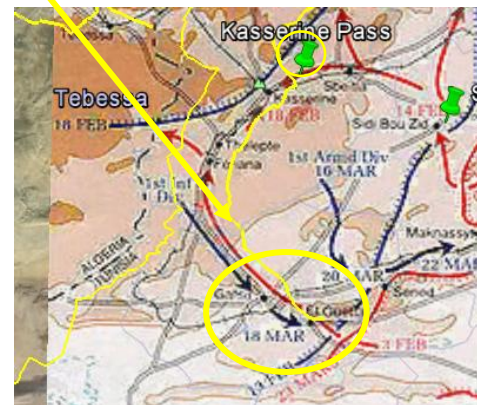 Kasserine Pass
Tebessa
Kasserine
Sbeitla
18 FEB
18 FEB
14 FEB
Sidi Bou Zid
Thelepte
Feriana
1st Armd Div
16 MAR
1st Inf
Div
Maknassy
ALGERIA
TUNISIA
20 MAR
22 MAR
Gafsa
Sened
El Guettar
18 MAR
3 FEB
23 MAR